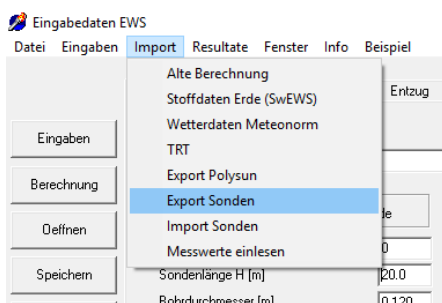 Eingabedaten EWS
Datei Eingaben Import Resultate Fenster Info Beispiel
Alte Berechnung
Stoffdaten Erde (SwEWS)
Entzug
Wetterdaten Meteonorm
Eingaben
TRT
Export Polysun
Berechnung
Export Sonden
Oeffnen
Import Sonden
Messwerte einlesen
Speichern
Sondenlänge H [m]
20.0
Rohrdurchmesser [m]
0.120